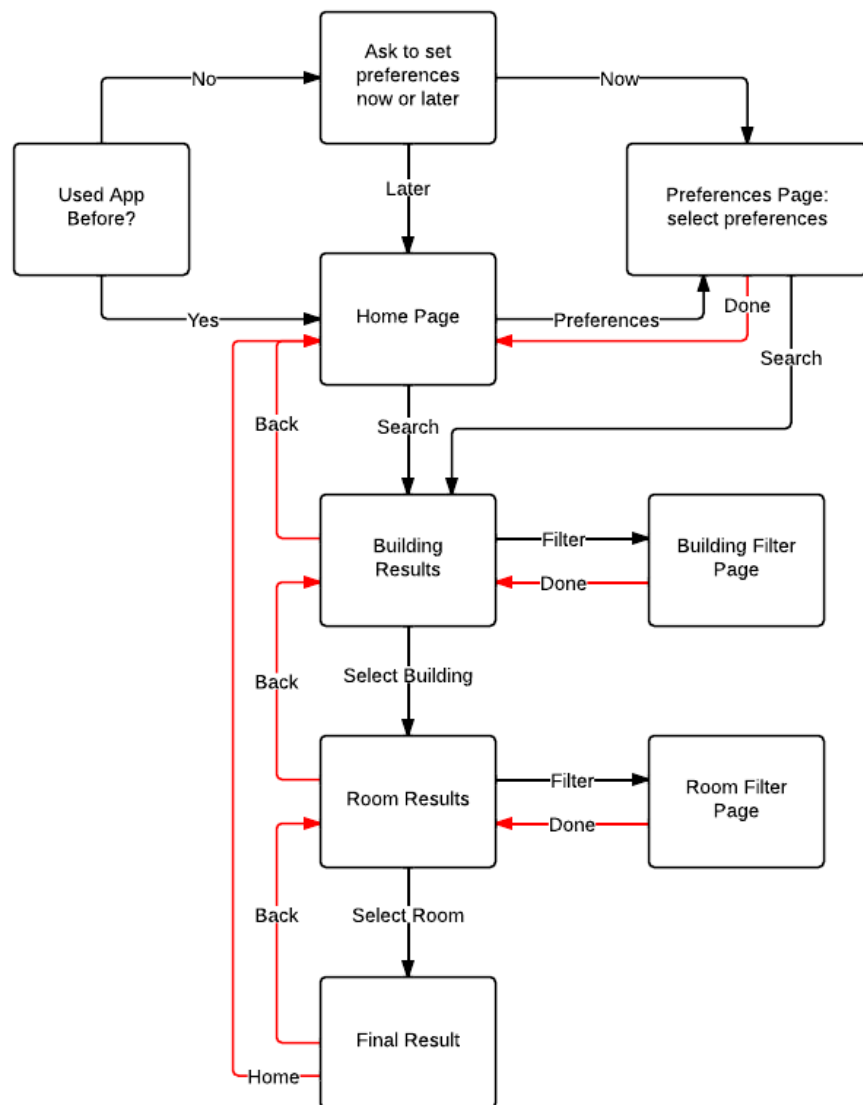 Ask to set
preferences
now or later
No
Now
Used App
Before?
Later
Preferences Page:
select preferences
Yes
Home Page
Preferences
Done
Search
Back
Search
Building
Results
Filter
Done
Building Filter
Page
Back
Select Building
Room Results
Filter
Done
Room Filter
Page
Back
Select Room
Final Result
Home